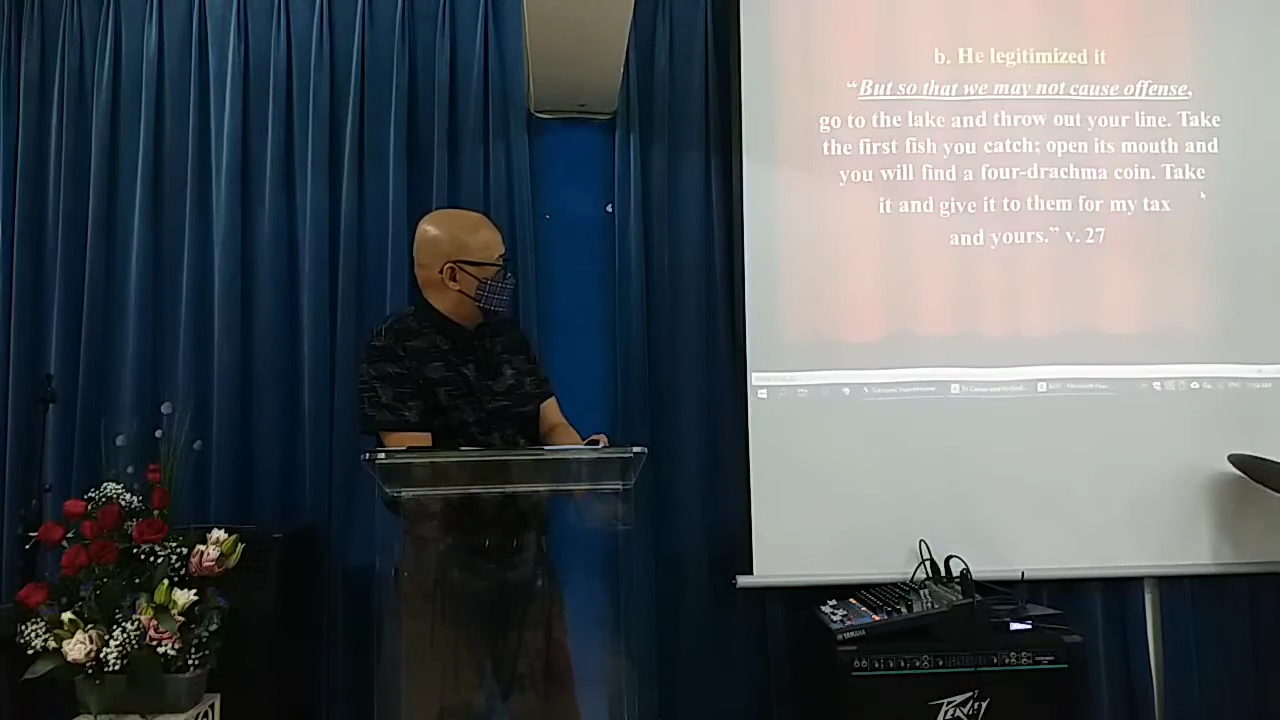 b. He legitimized it
“But so that we may not cause offense,
go to the lake and throw out your line. Take
the first fish you catch; open its mouth and
you will find a four-drachma coin. Take
it and give it to them for my tax
and yours.” v. 27
YAMAHA
PEAVEY